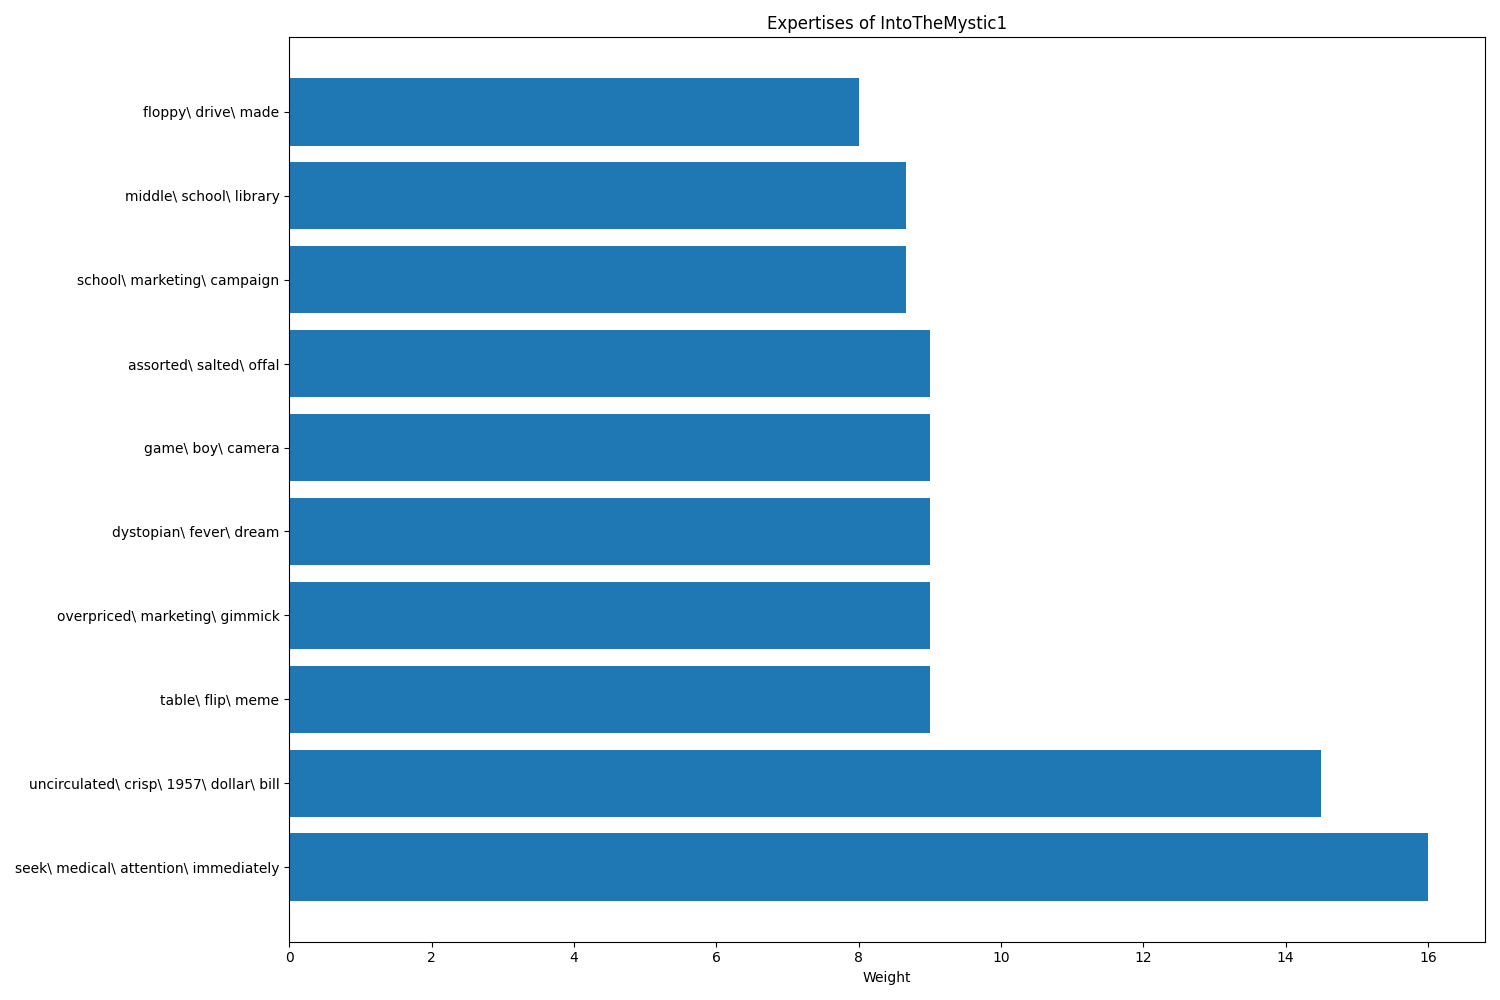 Expertises of IntoTheMystic1
floppy\ drive\ made
middle\ school\ library
school\ marketing\ campaign
assorted\ salted\ offal
game\ boy\ camera
dystopian\ fever\ dream
overpriced\ marketing\ gimmick
table\ flip\ meme
uncirculated\ crisp\ 1957\ dollar\ bill
seek\ medical\ attention\ immediately
0 2 4 6 8 10 12 14 16
Weight